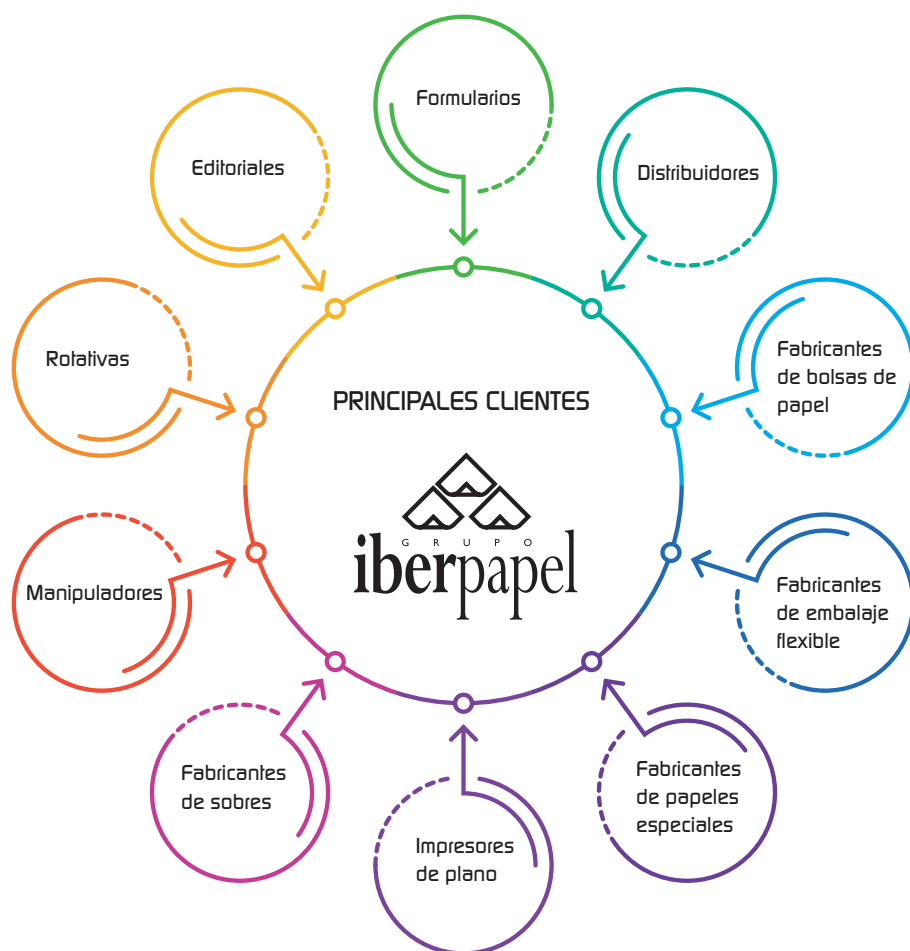 Formularios
Editoriales
Distribuidores
Rotativas
Fabricantes
de bolsas de
papel
PRINCIPALES CLIENTES
GRUPO
iberpapel
Manipuladores
Fabricantes
de embalaje
flexible
Fabricantes
de sobres
Fabricantes
de papeles
especiales
Impresores
de plano